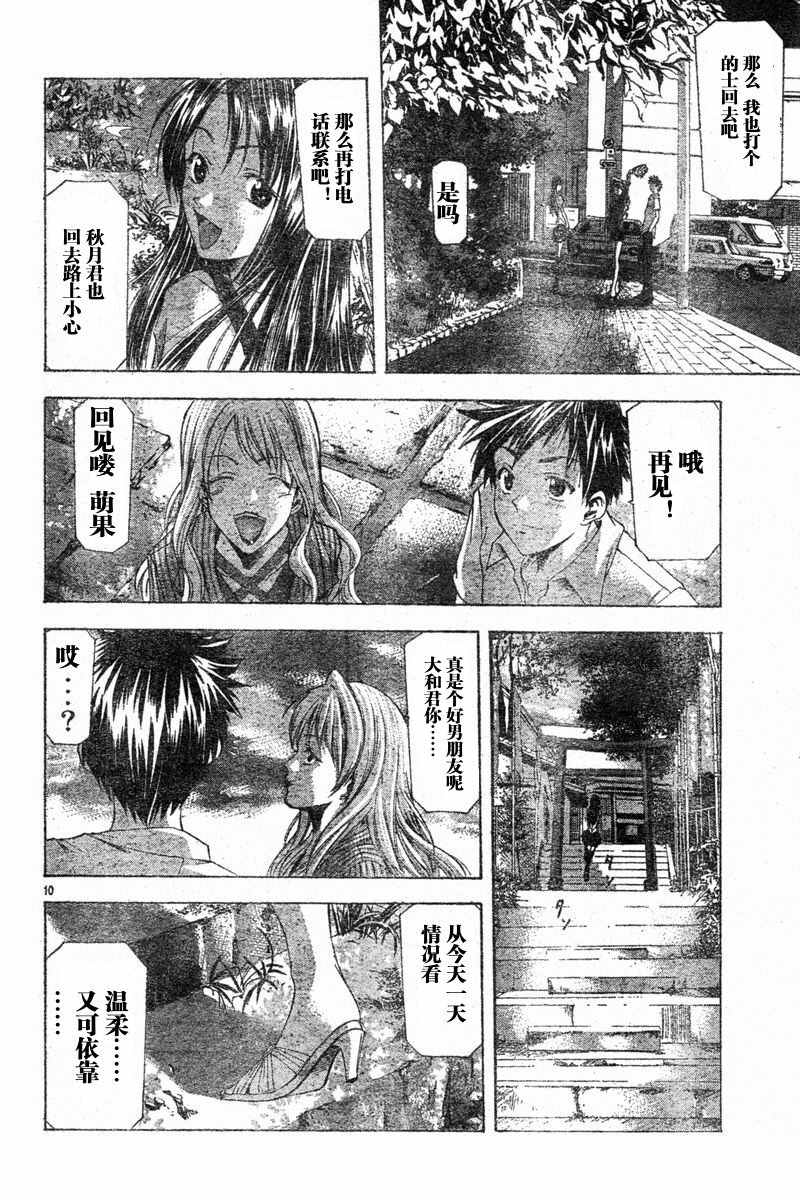 那么 我也打个
的士回去吧
是吗
那么再打电
话联系吧！
秋月君也
回去路上小心
哦
再见！
回见喽 萌果
タ
タン
真是个好男朋友呢
大和君你……
哎
…？
从今天一天
情况看
温柔……
又可依靠
……
10